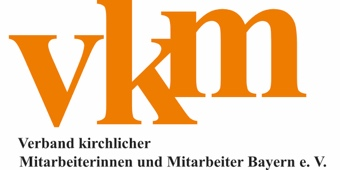 vkm
Verband kirchlicher
Mitarbeiterinnen und Mitarbeiter Bayern e. V.